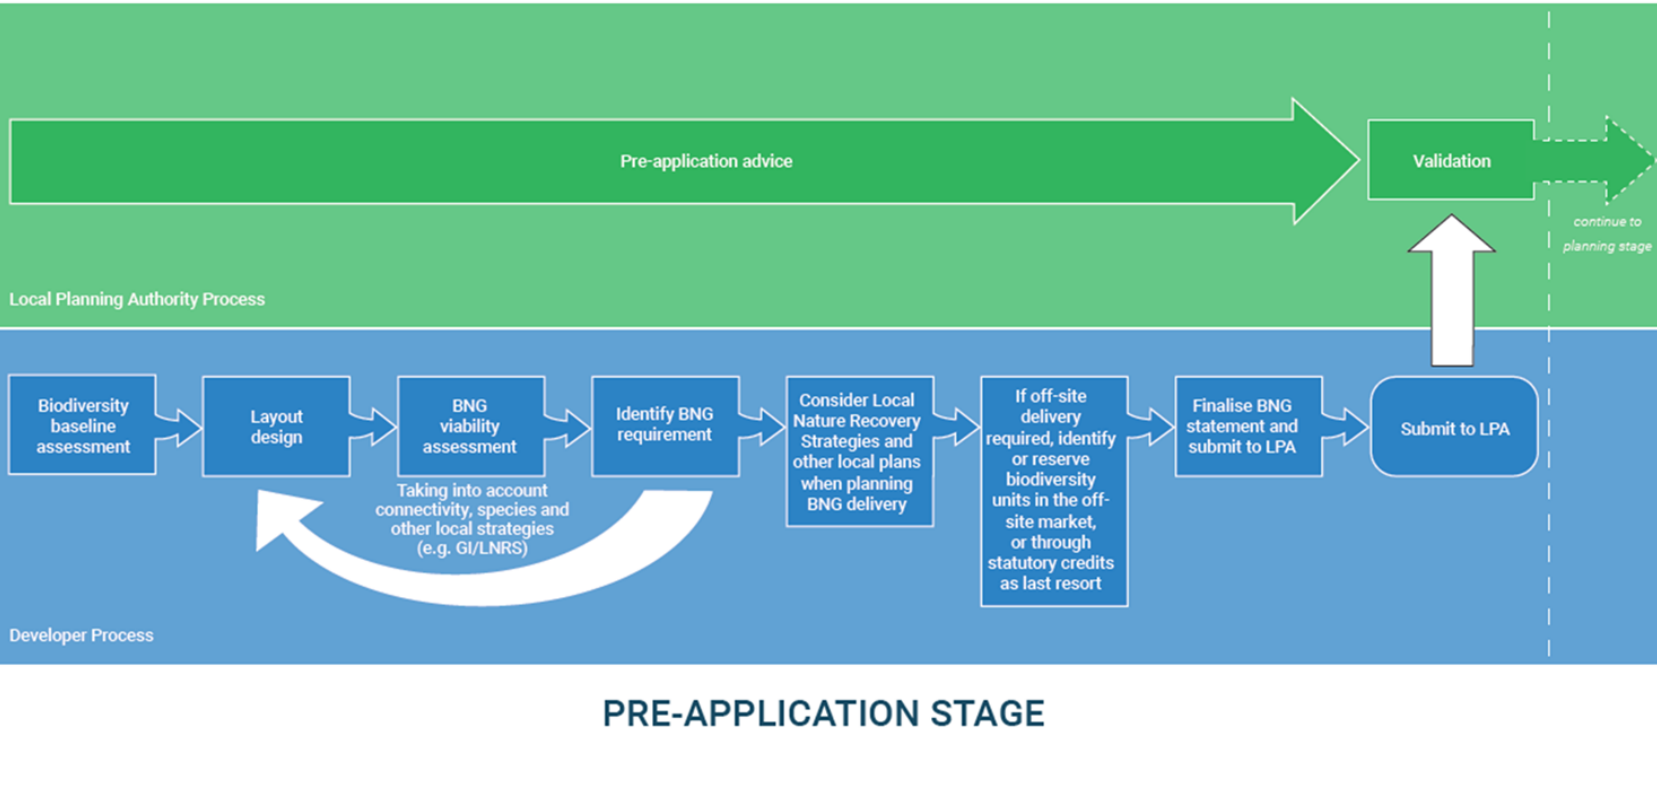 Pre-application advice
Validation
continue to
planning stage
Local Planning Authority Process
Biodiversity
baseline
assessment
Layout
design
BNG
viability
assessment
Taking into account
connectivity, species and
other local strategies
(e.g. GI/LNRS)
Identify BNG
requirement
Consider Local
Nature Recovery
Strategies and
other local plans
when planning
BNG delivery
If off-site
delivery
required, identify
or reserve
biodiversity
units in the off-
site market,
or through
statutory credits
as last resort
Finalise BNG
statement and
submit to LPA
Submit to LPA
Developer Process
PRE-APPLICATION STAGE